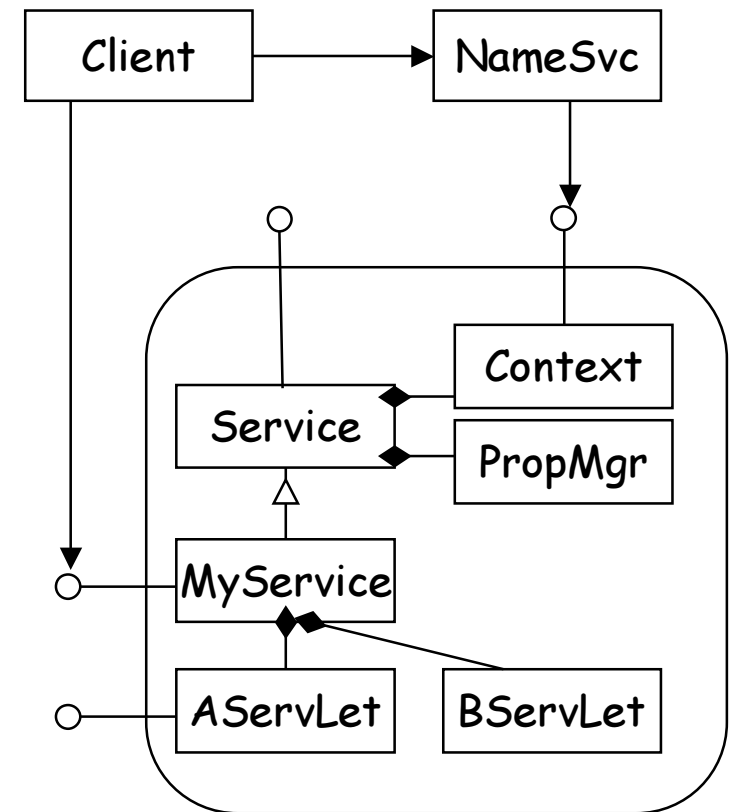 Client
NameSvc
Context
Service
PropMgr
MyService
AServLet
BServLet